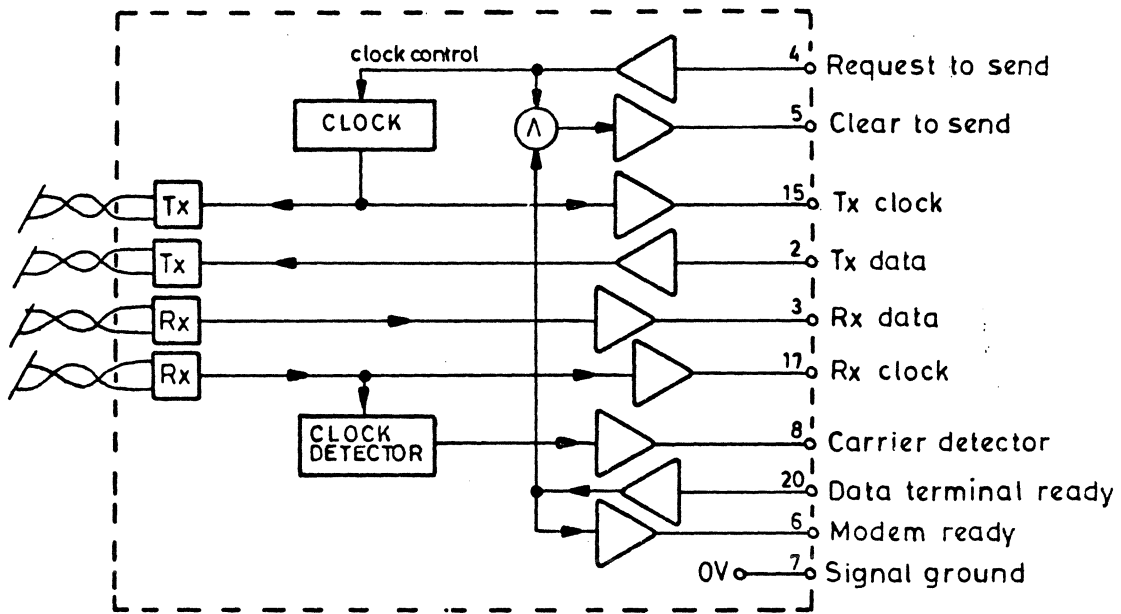 clock control
4 Request to send
CLOCK
Λ
5 Clear to send
Tx
15 Tx clock
Tx
2 Tx data
Rx
3 Rx data
Rx
17 Rx clock
CLOCK
DETECTOR
8 Carrier detector
20 Data terminal ready
6 Modem ready
0V 7 Signal ground